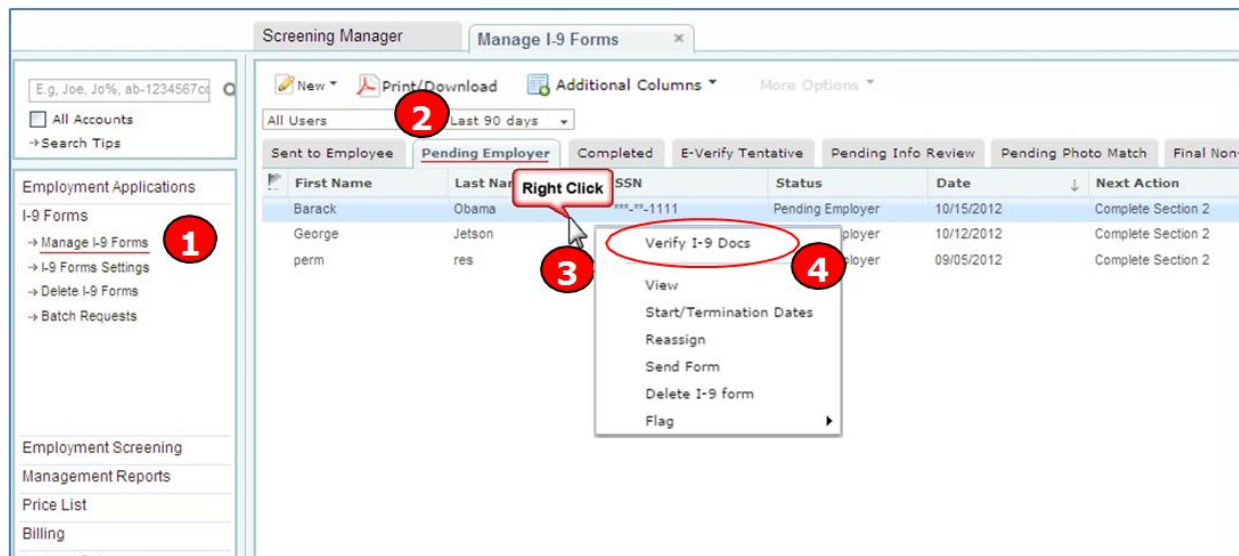 Screening Manager
Manage I-9 Forms ×
E.g, Joe, Jo%, ab-1234567co
All Accounts
→Search Tips
New Print/Download Additional Columns More Options
2
All Users Last 90 days
Sent to Employee Pending Employer Completed E-Verify Tentative Pending Info Review Pending Photo Match Final Non-
First Name Last Nar SSN Status Date ↓ Next Action
Right Click
Barack Obama ***-**-1111 Pending Employer 10/15/2012 Complete Section 2
George Jetson ployer 10/12/2012 Complete Section 2
perm res ployer 09/05/2012 Complete Section 2
3
Verify I-9 Docs
4
View
Start/Termination Dates
Reassign
Send Form
Delete I-9 form
Flag
Employment Applications
I-9 Forms
→ Manage I-9 Forms
1
→ I-9 Forms Settings
→ Delete I-9 Forms
→ Batch Requests
Employment Screening
Management Reports
Price List
Billing